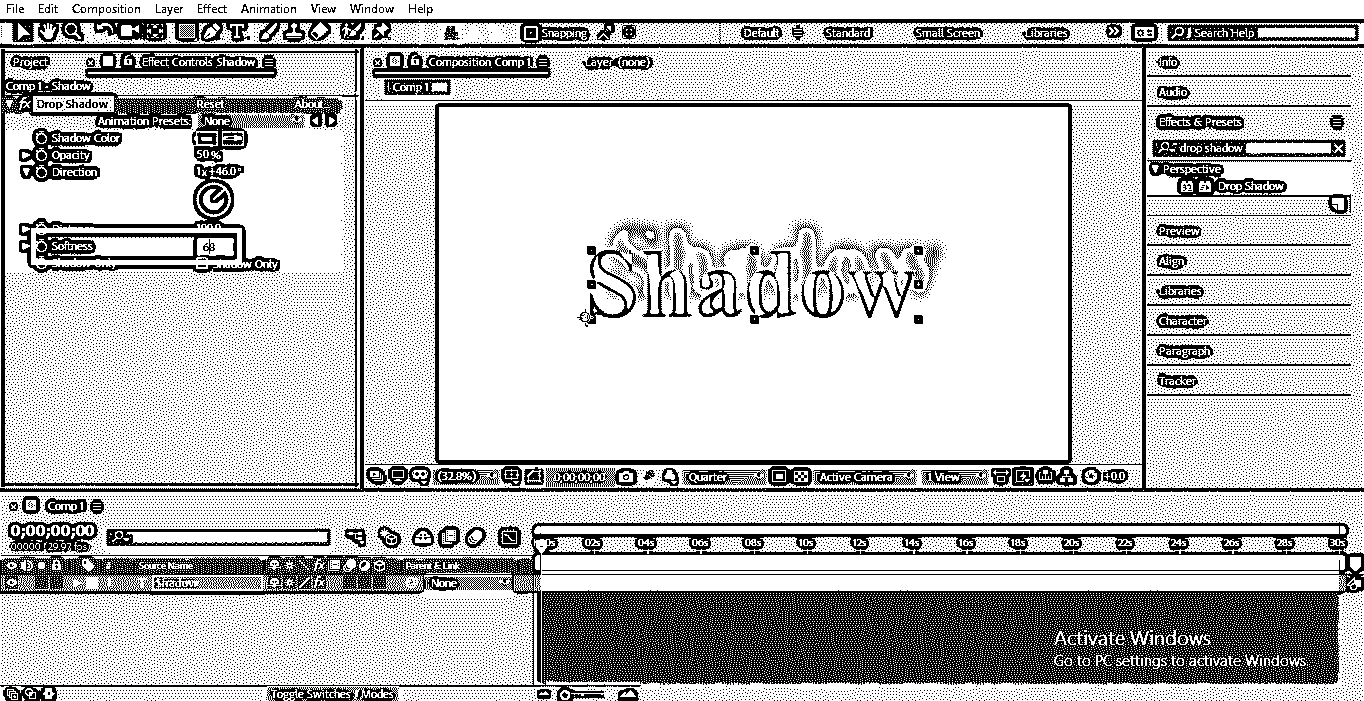 File Edit Composition Layer Effect Animation View Window Help
Snapping Default Standard Small Screen Libraries Search Help
Project Effect Controls Shadow Composition Comp 1 Layer (none) Info
Comp 1 - Shadow
Comp 1
Audio
Drop Shadow Reset About...
Animation Presets: None
Effects & Presets
Shadow Color
drop shadow
Opacity 50%
Direction 1x+46.0°
Perspective
Drop Shadow
Distance
Softness 68
Shadow Only
Shadow
Preview
Align
Libraries
Character
Paragraph
Tracker
(32.8%) 0;00;00;00 Quarter Active Camera 1 View +0.0
Comp 1
0;00;00;00
00000 (29.97 fps)
0s 02s 04s 06s 08s 10s 12s 14s 16s 18s 20s 22s 24s 26s 28s 30s
# fx Parent & Link
Shadow None
Activate Windows
Go to PC settings to activate Windows.
Toggle Switches / Modes